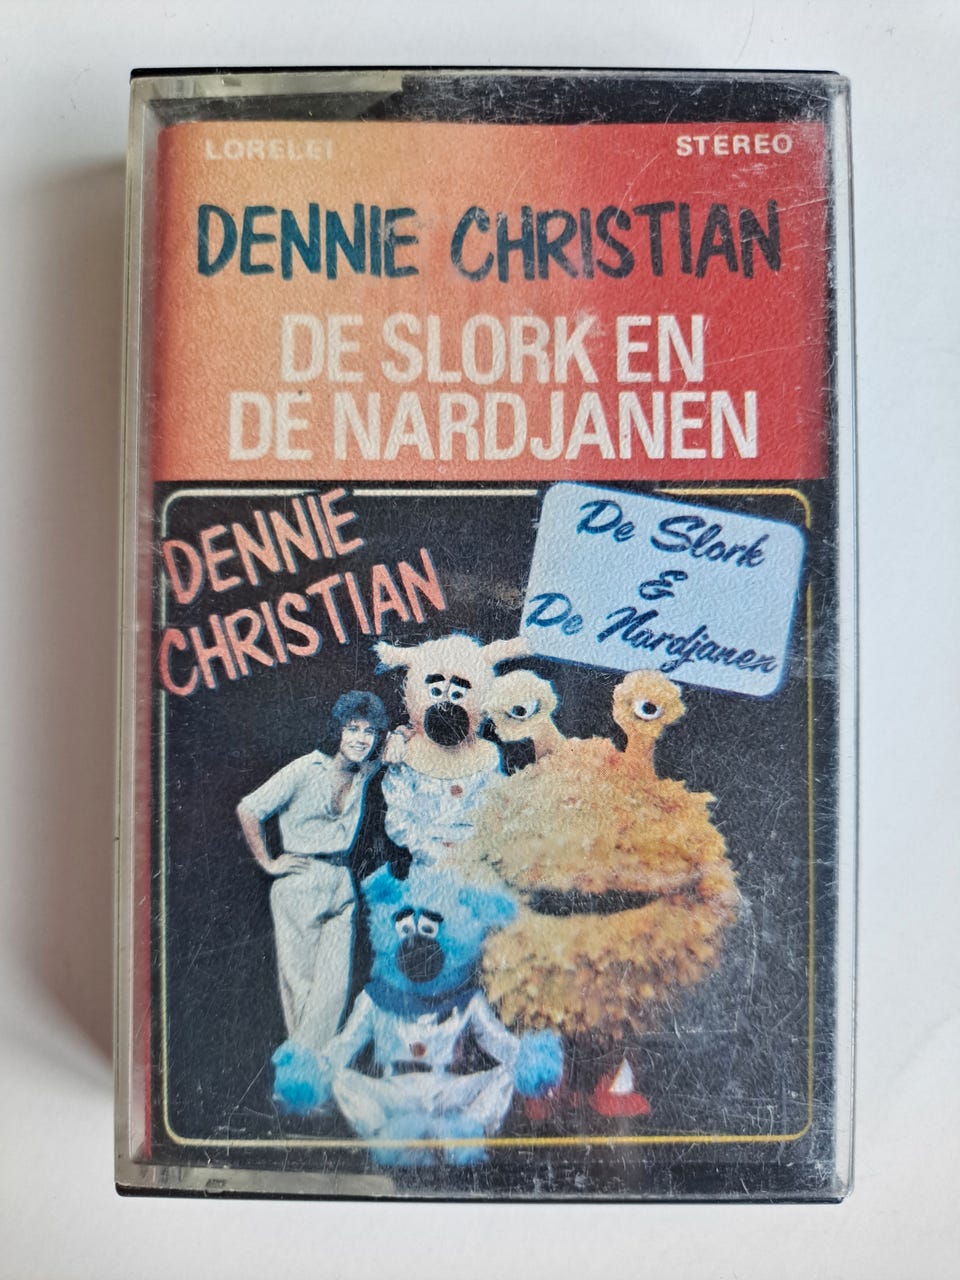 LORELEI
STEREO
DENNIE CHRISTIAN
DE SLORK EN
DE NARDJANEN
DENNIE
CHRISTIAN
De Slork
&
De Nardjanen